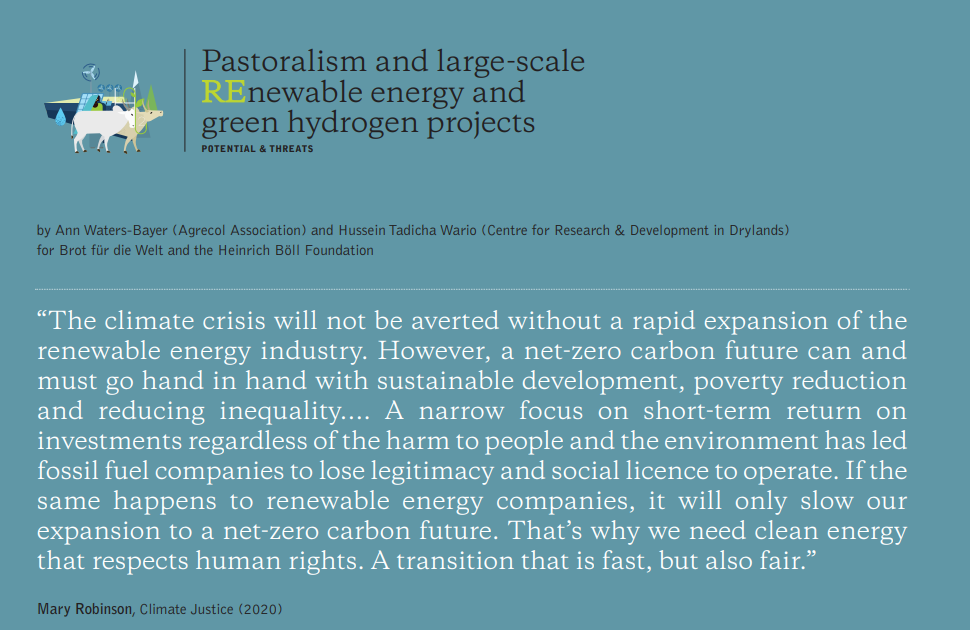 Pastoralism and large-scale
REnewable energy and
green hydrogen projects
POTENTIAL & THREATS
by Ann Waters-Bayer (Agrecol Association) and Hussein Tadicha Wario (Centre for Research & Development in Drylands)
for Brot für die Welt and the Heinrich Böll Foundation
“The climate crisis will not be averted without a rapid expansion of the
renewable energy industry. However, a net-zero carbon future can and
must go hand in hand with sustainable development, poverty reduction
and reducing inequality.... A narrow focus on short-term return on
investments regardless of the harm to people and the environment has led
fossil fuel companies to lose legitimacy and social licence to operate. If the
same happens to renewable energy companies, it will only slow our
expansion to a net-zero carbon future. That’s why we need clean energy
that respects human rights. A transition that is fast, but also fair.”
Mary Robinson, Climate Justice (2020)